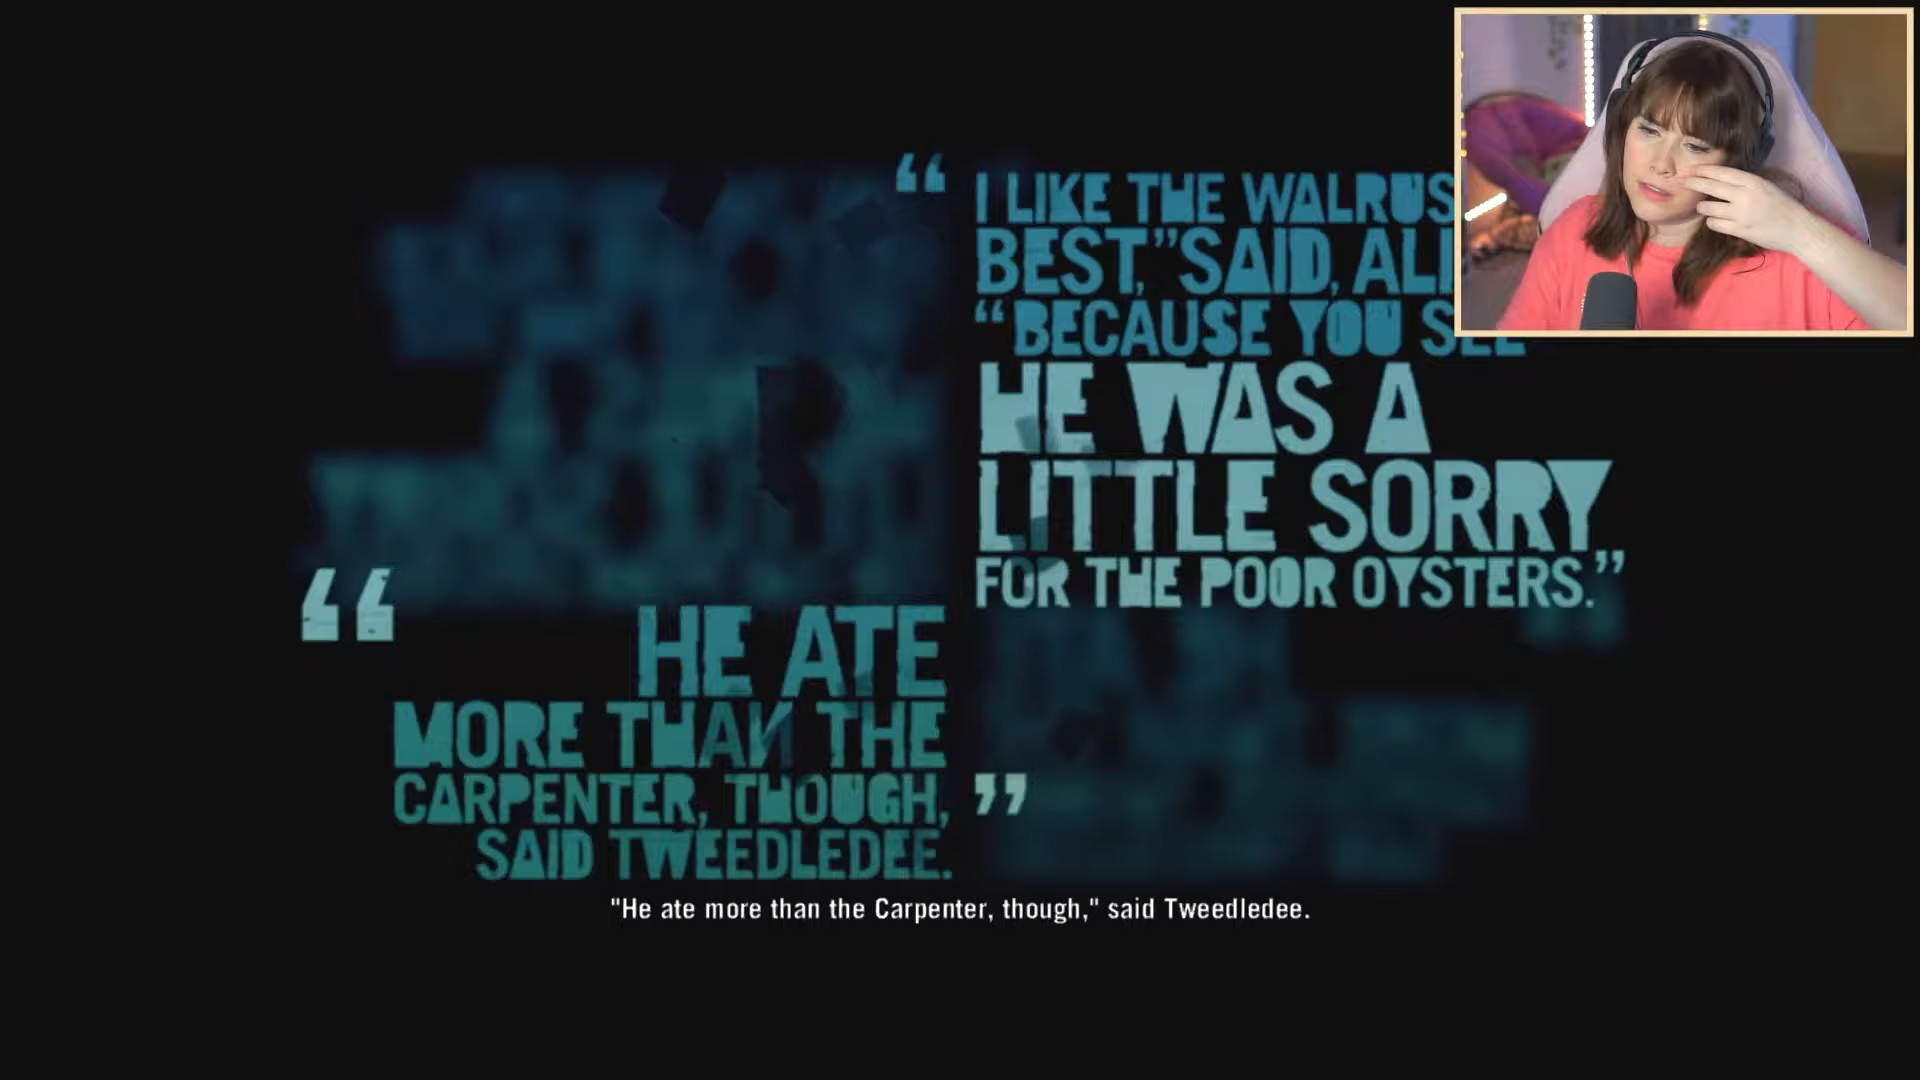 “I LIKE THE WALRUS
BEST,” SAID, ALI
“BECAUSE YOU SEE
HE WAS A
LITTLE SORRY
FOR THE POOR OYSTERS.”
“HE ATE
MORE THAN THE
CARPENTER, THOUGH,”
SAID TWEEDLEDEE.
"He ate more than the Carpenter, though," said Tweedledee.